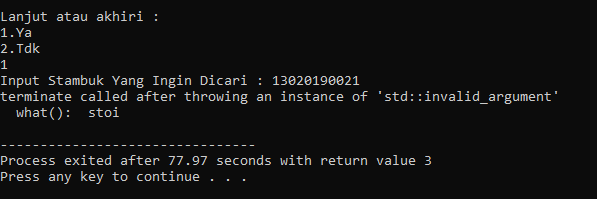 Lanjut atau akhiri :
1.Ya
2.Tdk
1
Input Stambuk Yang Ingin Dicari : 13020190021
terminate called after throwing an instance of 'std::invalid_argument'
  what():  stoi

--------------------------------
Process exited after 77.97 seconds with return value 3
Press any key to continue . . .